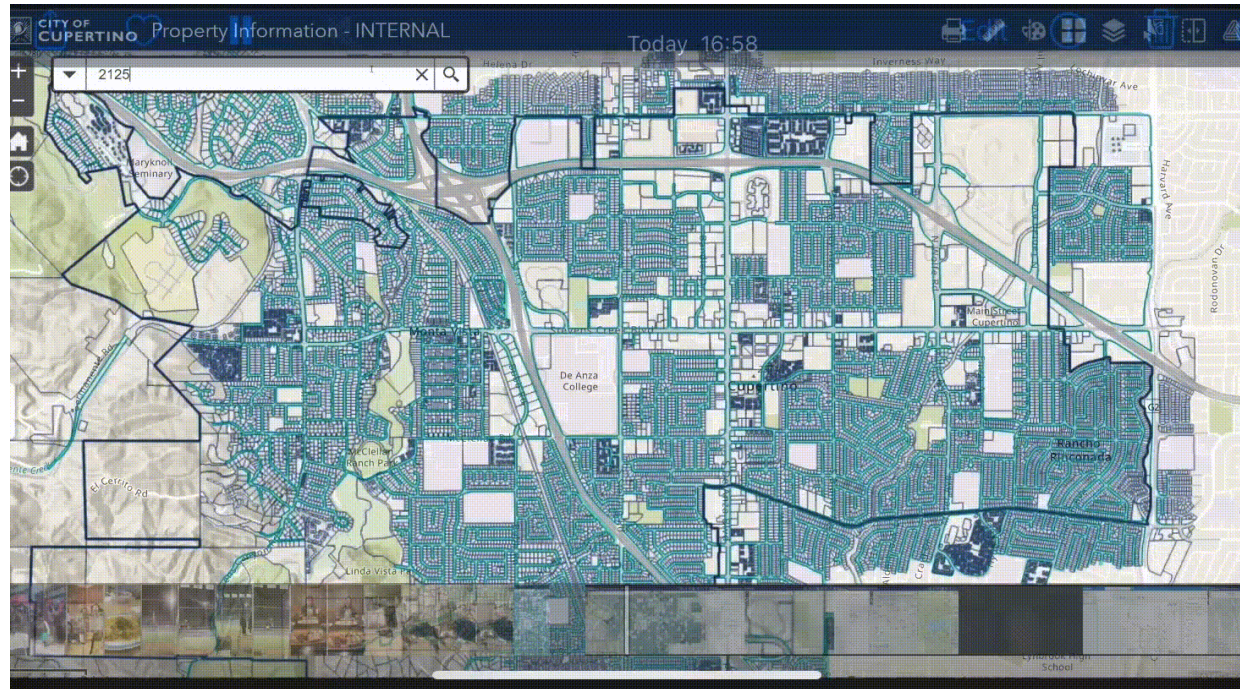 CITY OF
CUPERTINO
Property Information - INTERNAL
Edit
Today 16:58
2125
Helena Dr
Inverness Way
Lochinvar Ave
Maryknoll
Seminary
Harvard Ave
Rodonovan Dr
Monta Vista
Main Street
Cupertino
De Anza
College
Cupertino
McClellan
Ranch Park
Rancho
Rinconada
El Cerrito Rd
Linda Vista
Lynbrook High
School